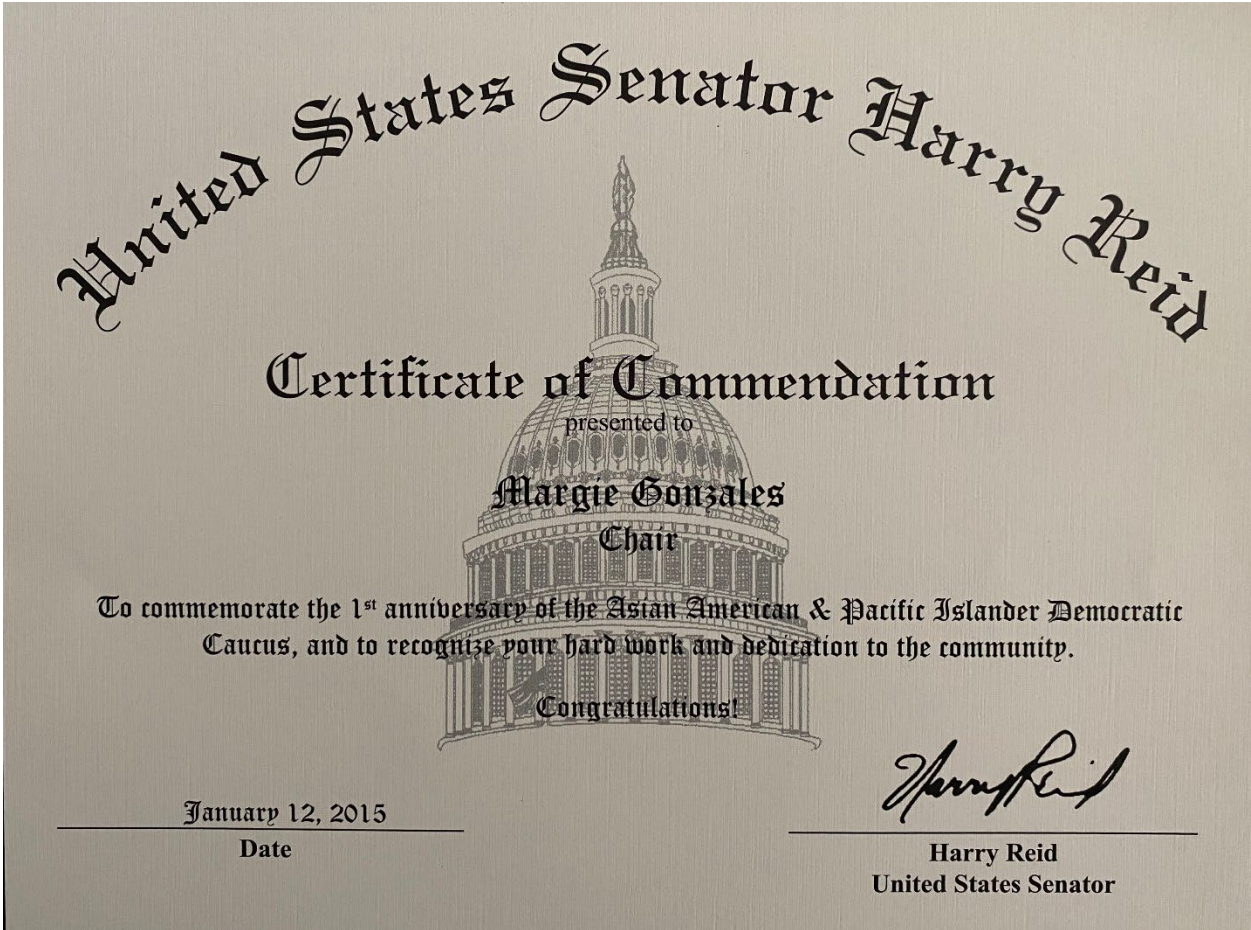 United States Senator Harry Reid
Certificate of Commendation
presented to
Margie Gonzales
Chair
To commemorate the 1st anniversary of the Asian American & Pacific Islander Democratic
Caucus, and to recognize your hard work and dedication to the community.
Congratulations!
Harry Reid
January 12, 2015
Date
Harry Reid
United States Senator